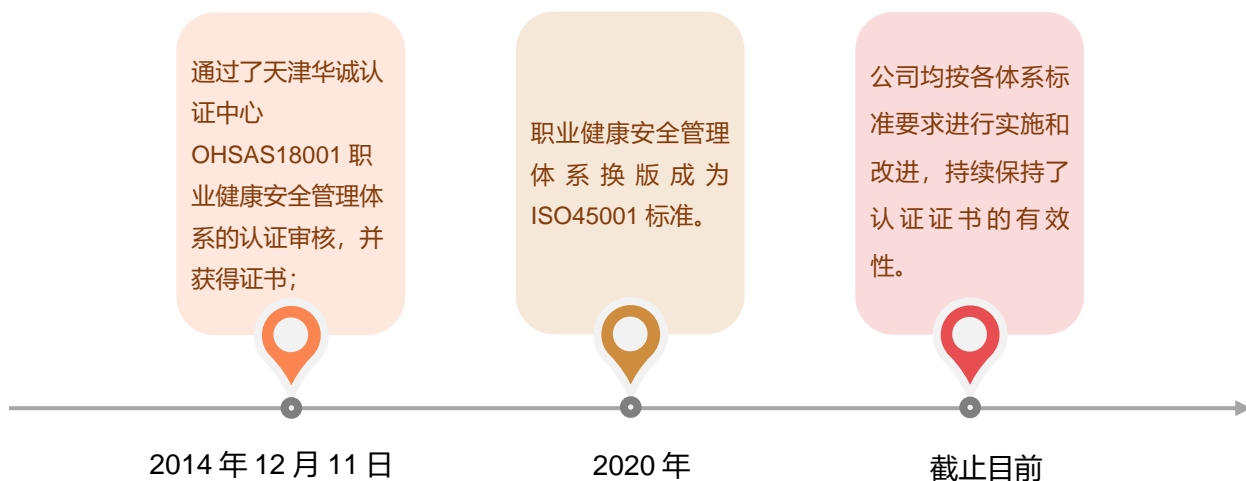 通过了天津华诚认
证中心
OHSAS18001 职
业健康安全管理体
系的认证审核，并
获得证书；
职业健康安全管理
体系换版成为
ISO45001 标准。
公司均按各体系标
准要求进行实施和
改进，持续保持了
认证证书的有效
性。
2014 年 12 月 11 日
2020 年
截止目前